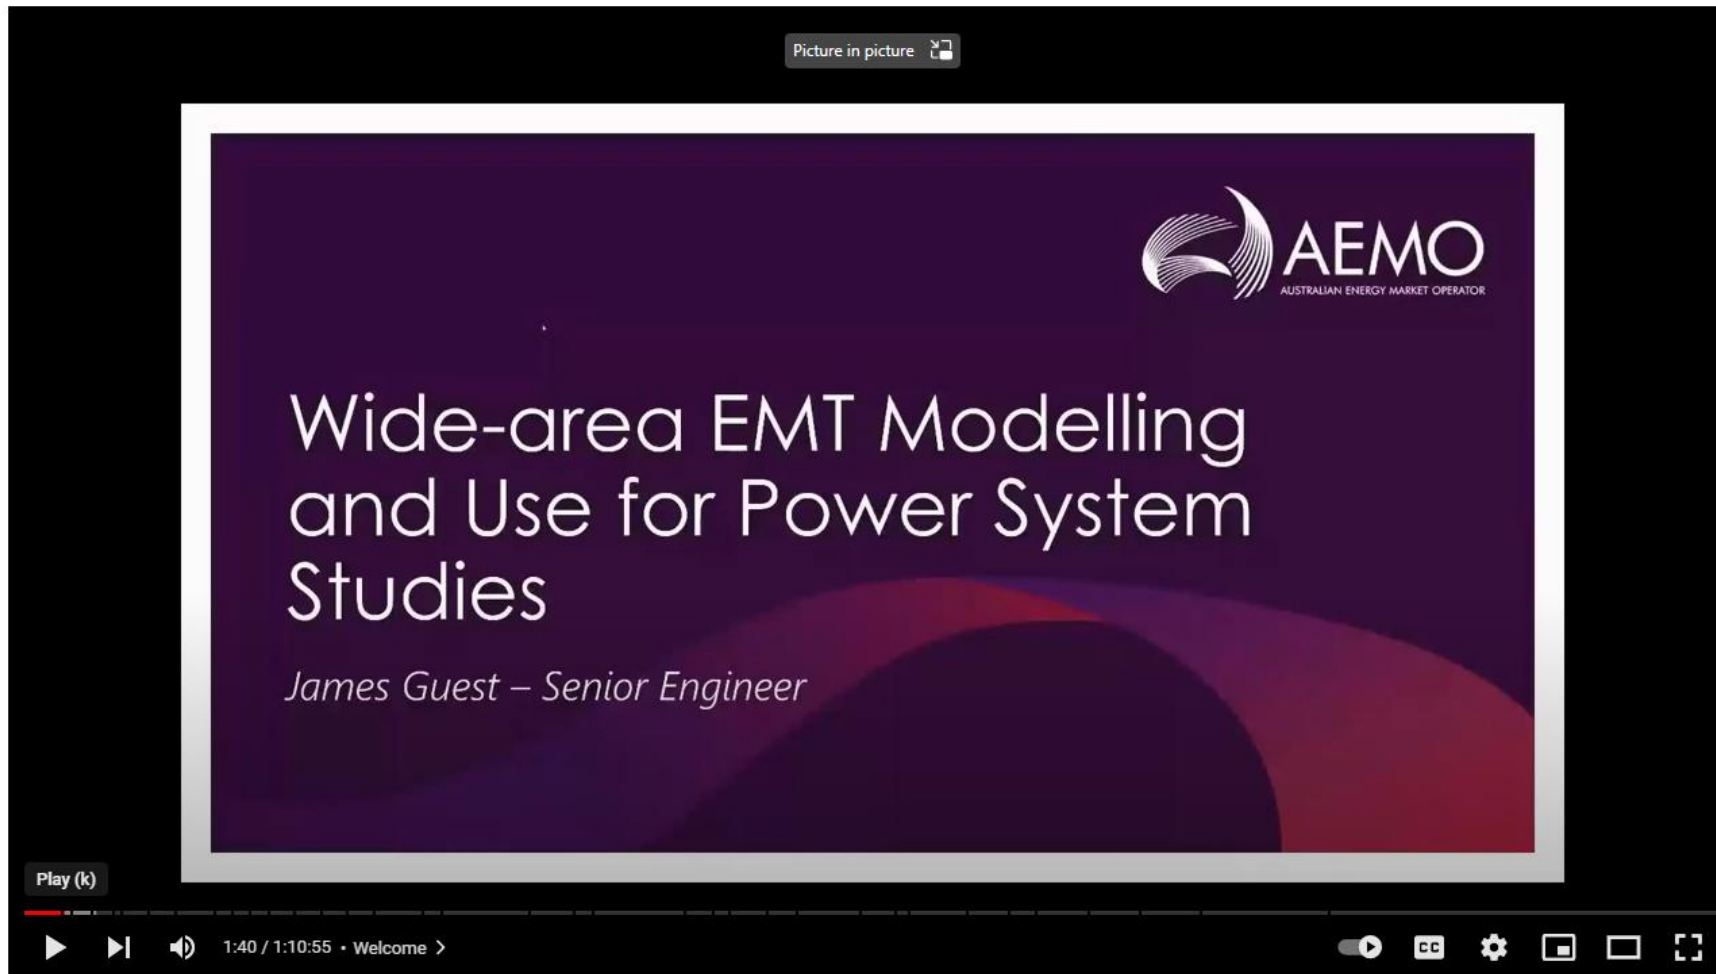 Picture in picture
AEMO
AUSTRALIAN ENERGY MARKET OPERATOR
Wide-area EMT Modelling
and Use for Power System
Studies
James Guest – Senior Engineer
Play (k)
1:40 / 1:10:55 • Welcome >
CC